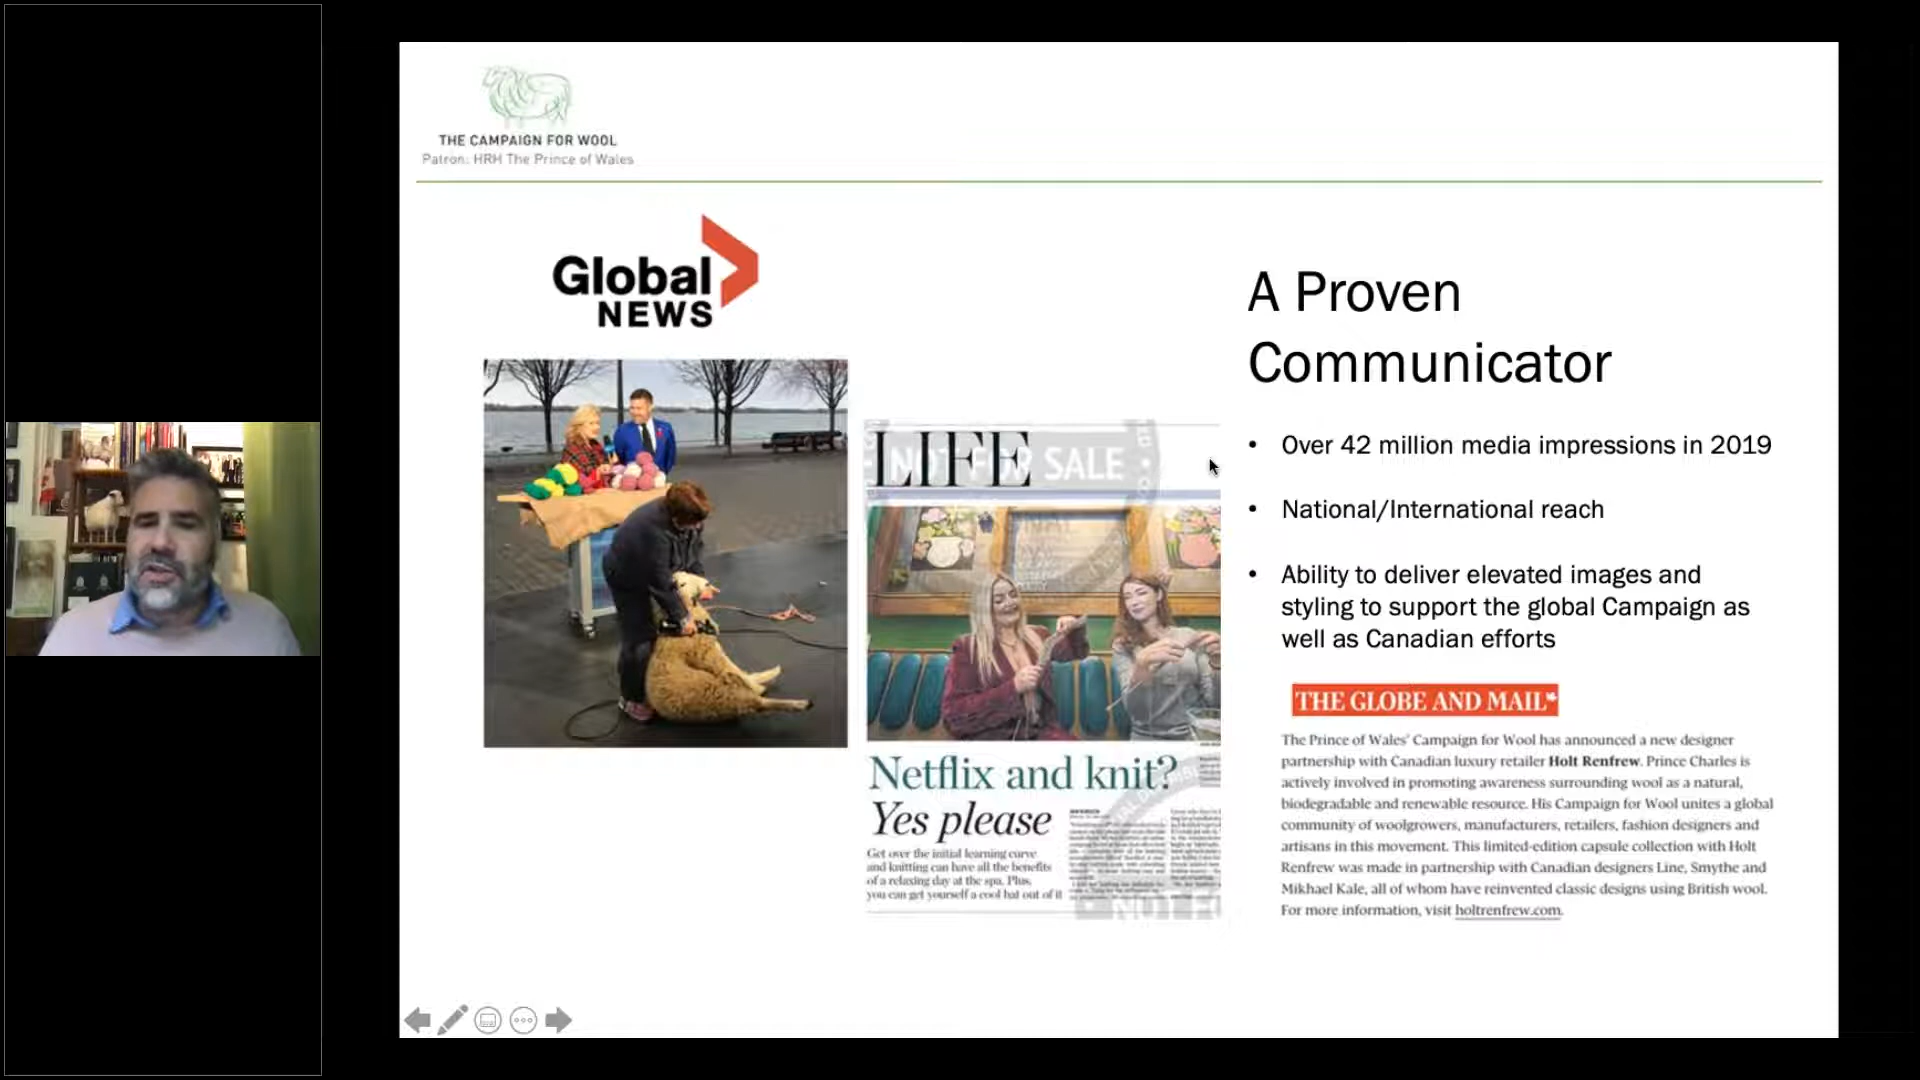 THE CAMPAIGN FOR WOOL
Patron: HRH The Prince of Wales
Global
NEWS
LIFE
NOT FOR SALE
Netflix and knit?
Yes please
Get over the initial learning curve
and knitting can have all the benefits
of a relaxing day at the spa. Plus,
you can get yourself a cool hat out of it
A Proven
Communicator
• Over 42 million media impressions in 2019
• National/International reach
• Ability to deliver elevated images and
styling to support the global Campaign as
well as Canadian efforts
THE GLOBE AND MAIL*
The Prince of Wales' Campaign for Wool has announced a new designer
partnership with Canadian luxury retailer Holt Renfrew. Prince Charles is
actively involved in promoting awareness surrounding wool as a natural,
biodegradable and renewable resource. His Campaign for Wool unites a global
community of woolgrowers, manufacturers, retailers, fashion designers and
artisans in this movement. This limited-edition capsule collection with Holt
Renfrew was made in partnership with Canadian designers Line, Smythe and
Mikhael Kale, all of whom have reinvented classic designs using British wool.
For more information, visit holtrenfrew.com.